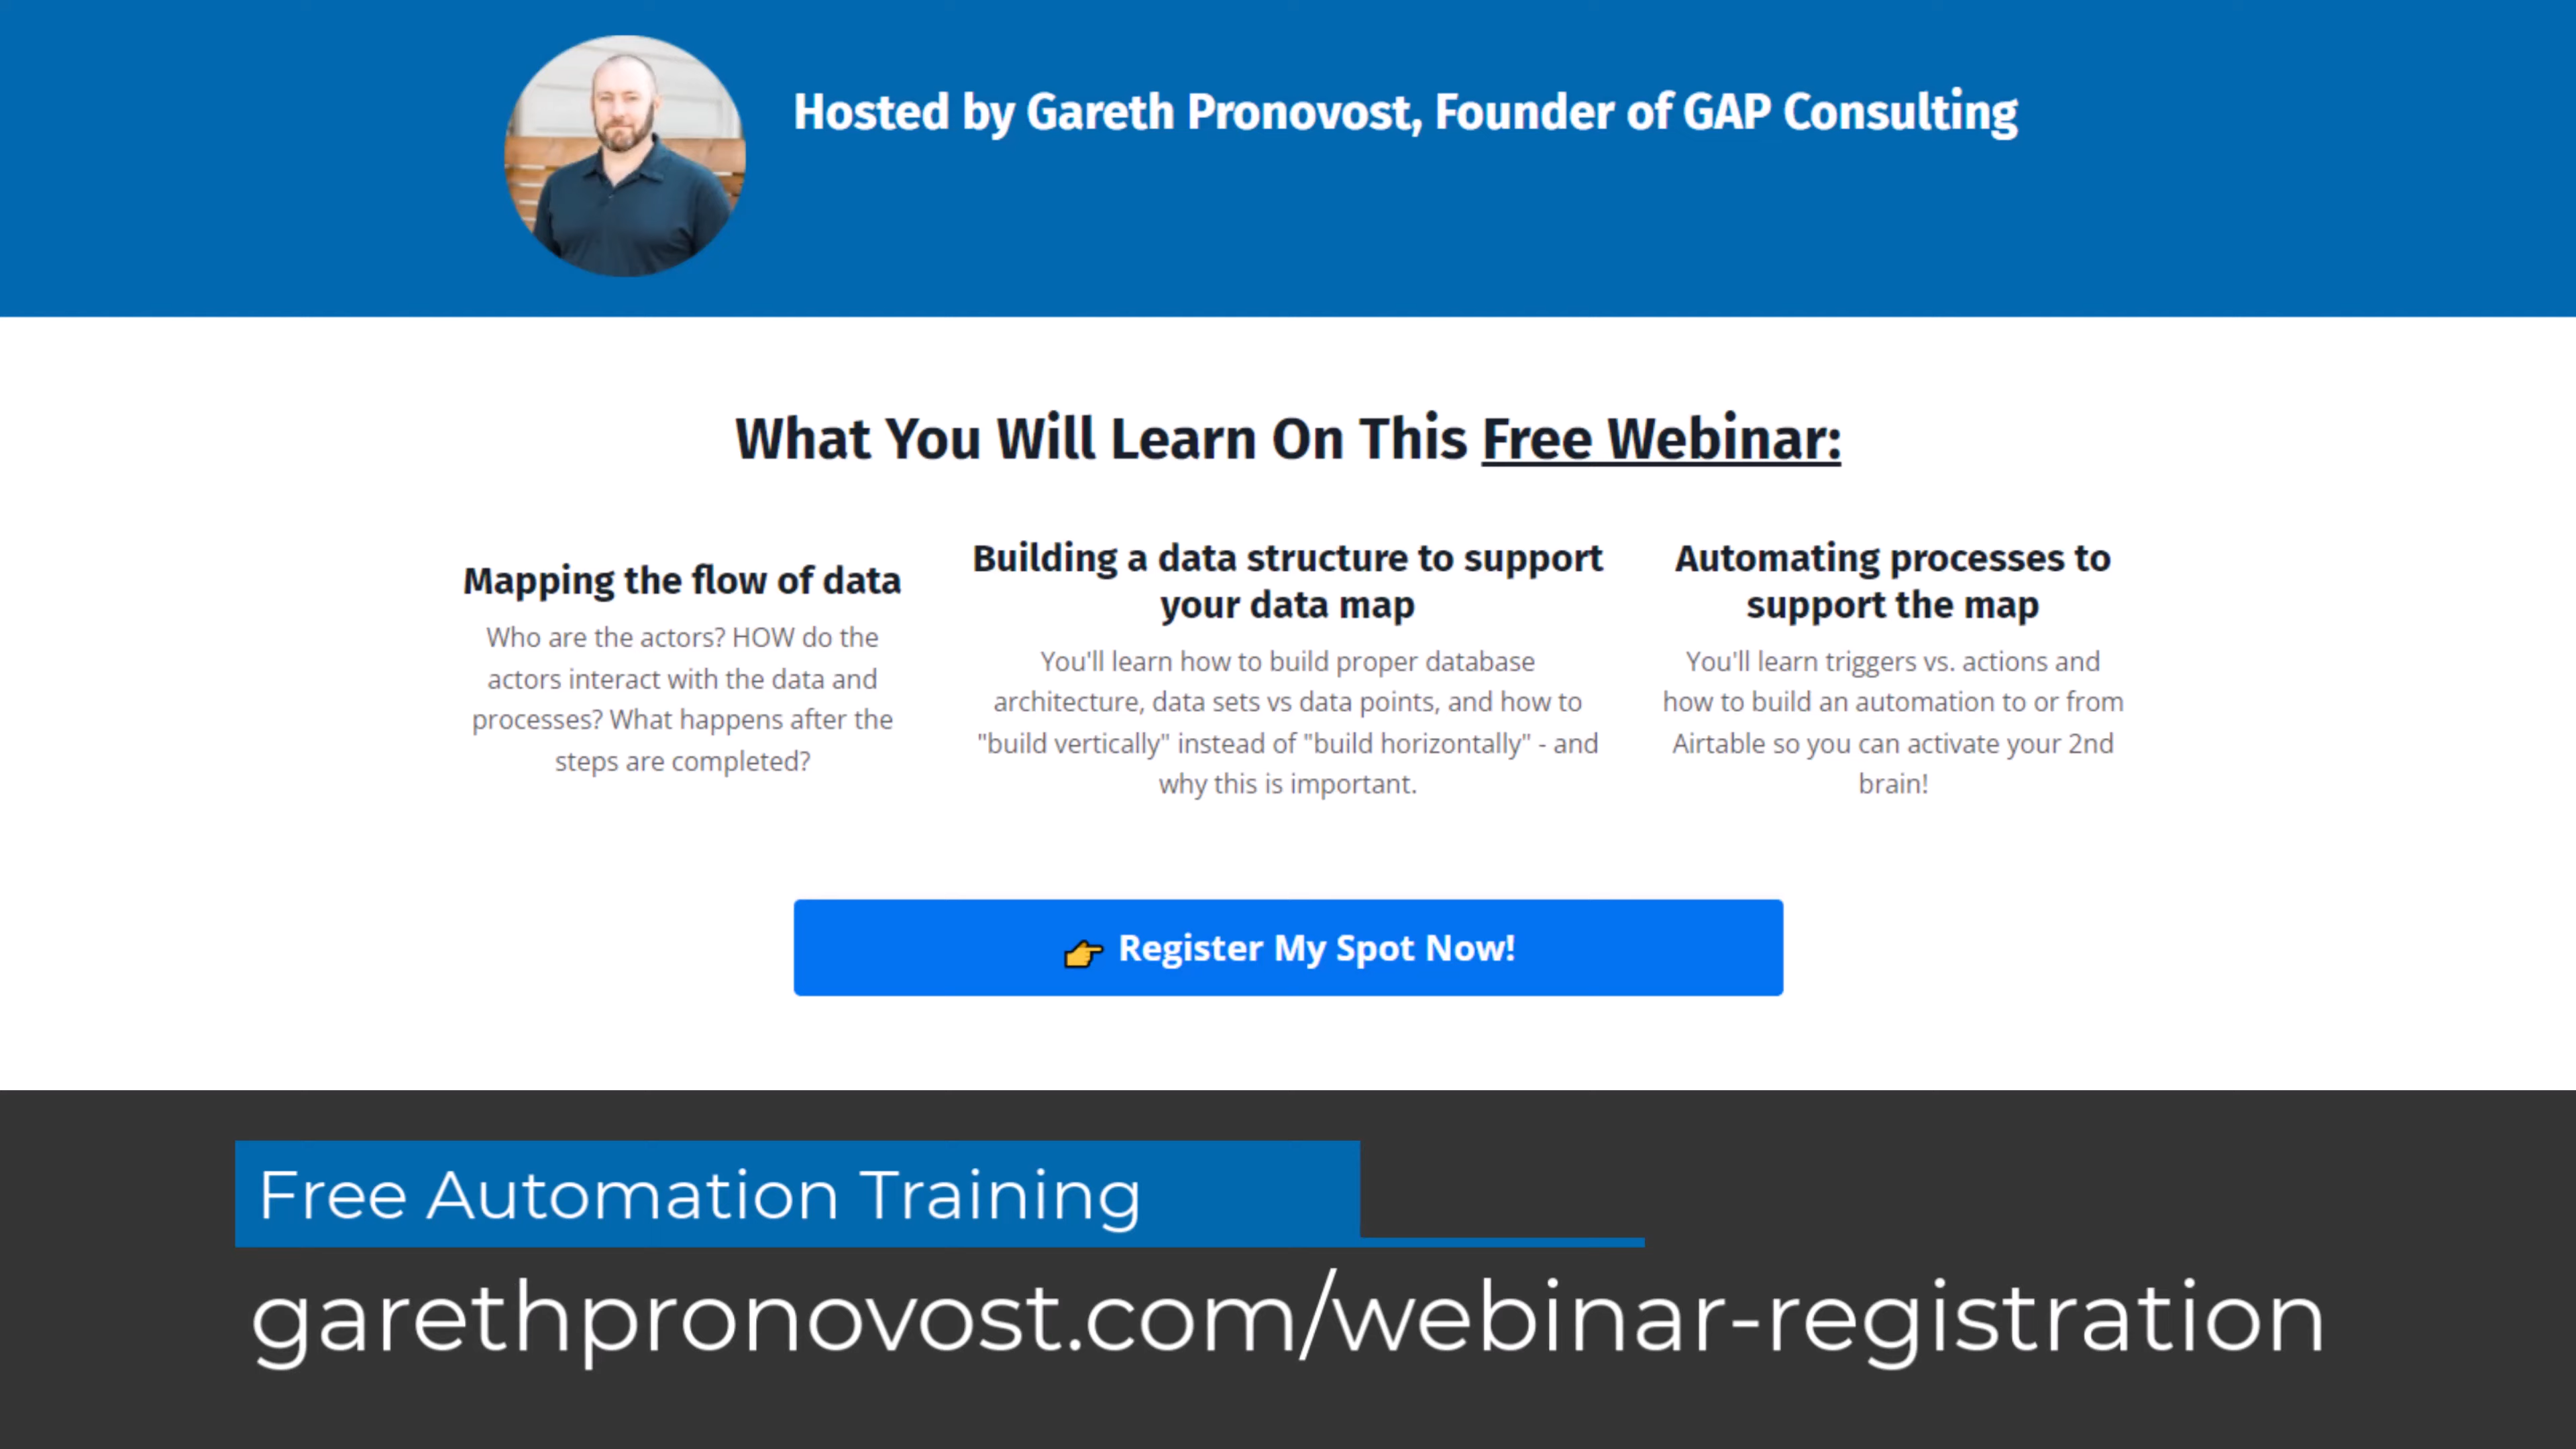 Hosted by Gareth Pronovost, Founder of GAP Consulting
What You Will Learn On This Free Webinar:
Mapping the flow of data
Who are the actors? HOW do the
actors interact with the data and
processes? What happens after the
steps are completed?
Building a data structure to support
your data map
You'll learn how to build proper database
architecture, data sets vs data points, and how to
"build vertically" instead of "build horizontally" - and
why this is important.
Automating processes to
support the map
You'll learn triggers vs. actions and
how to build an automation to or from
Airtable so you can activate your 2nd
brain!
👉 Register My Spot Now!
Free Automation Training
garethpronovost.com/webinar-registration